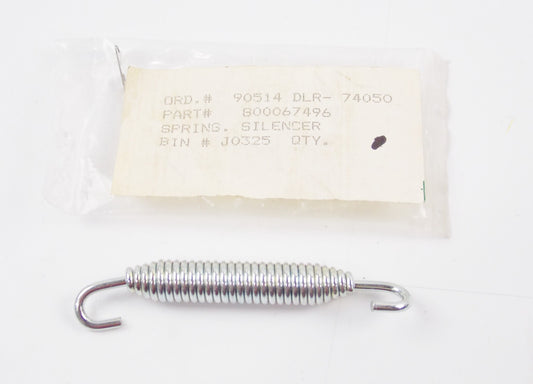 ORD.# 90514 DLR- 74050
PART# 800067496
SPRING. SILENCER
BIN # J0325 QTY.